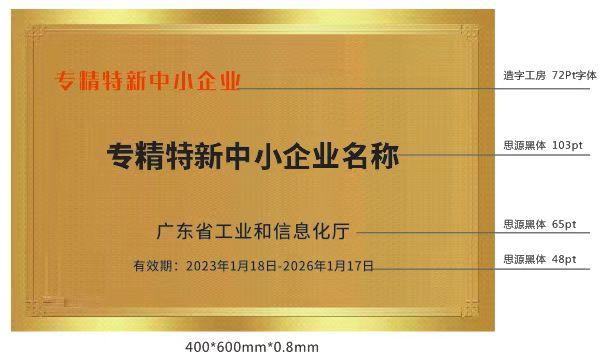 专精特新中小企业
造字工房 72Pt字体
专精特新中小企业名称
思源黑体 103pt
广东省工业和信息化厅
思源黑体 65pt
有效期：2023年1月18日-2026年1月17日
思源黑体 48pt
400*600mm*0.8mm